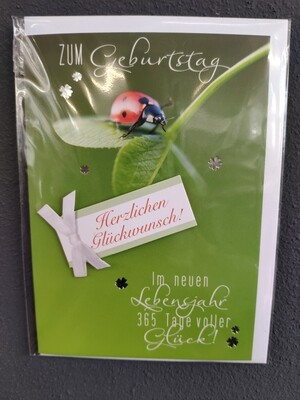 ZUM Geburtstag
Herzlichen
Glückwunsch!
Im neuen
Lebensjahr
365 Tage voller
Glück!